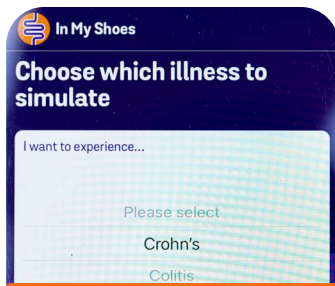 In My Shoes
Choose which illness to
simulate
I want to experience...
Please select
Crohn's
Colitis